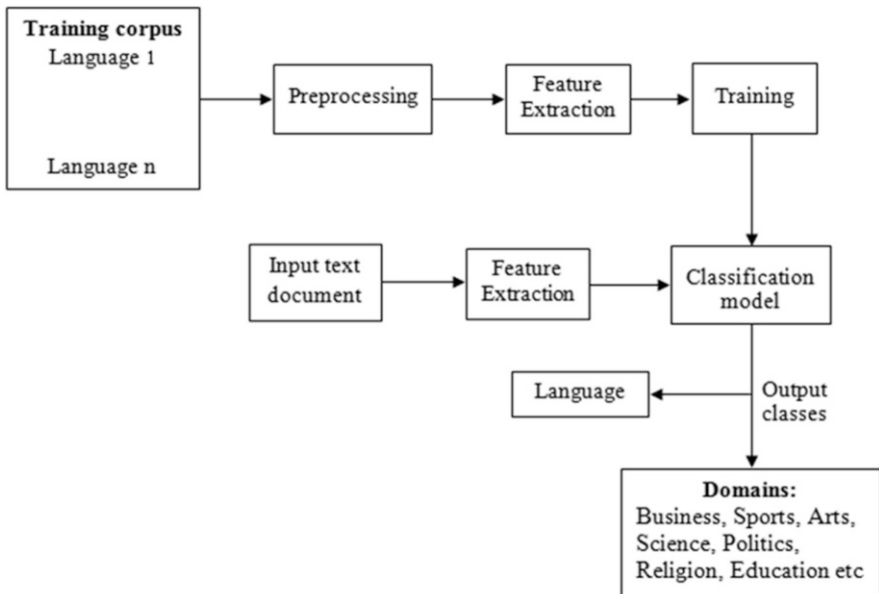 Training corpus
Language 1
Language n
Preprocessing
Feature
Extraction
Training
Input text
document
Feature
Extraction
Classification
model
Language
Output
classes
Domains:
Business, Sports, Arts,
Science, Politics,
Religion, Education etc